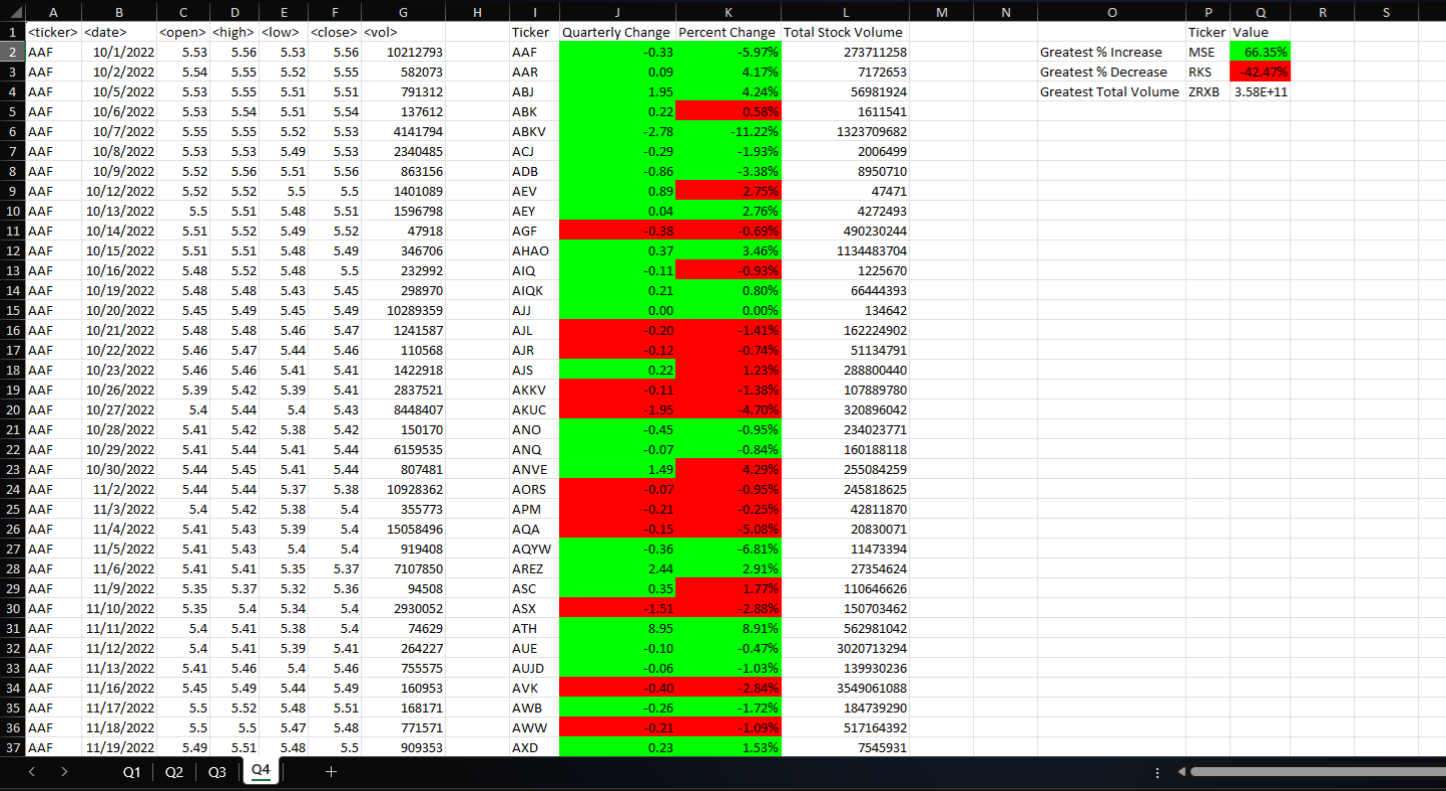 A B C D E F G H I J K L M N O P Q R S
1 <ticker> <date> <open> <high> <low> <close> <vol> Ticker Quarterly Change Percent Change Total Stock Volume Ticker Value
2 AAF 10/1/2022 5.53 5.56 5.53 5.56 10212793 AAF -0.33 -5.97% 273711258 Greatest % Increase MSE 66.35%
3 AAF 10/2/2022 5.54 5.55 5.52 5.55 582073 AAR 0.09 4.17% 7172653 Greatest % Decrease RKS -42.47%
4 AAF 10/5/2022 5.53 5.55 5.51 5.51 791312 ABJ 1.95 4.24% 56981924 Greatest Total Volume ZRXB 3.58E+11
5 AAF 10/6/2022 5.53 5.54 5.51 5.54 137612 ABK 0.22 0.58% 1611541
6 AAF 10/7/2022 5.55 5.55 5.52 5.53 4141794 ABKV -2.78 -11.22% 1323709682
7 AAF 10/8/2022 5.53 5.53 5.49 5.53 2340485 ACJ -0.29 -1.93% 2006499
8 AAF 10/9/2022 5.52 5.56 5.51 5.56 863156 ADB -0.86 -3.38% 8950710
9 AAF 10/12/2022 5.52 5.52 5.5 5.5 1401089 AEV 0.89 2.75% 47471
10 AAF 10/13/2022 5.5 5.51 5.48 5.51 1596798 AEY 0.04 2.76% 4272493
11 AAF 10/14/2022 5.51 5.52 5.49 5.52 47918 AGF -0.38 -0.69% 490230244
12 AAF 10/15/2022 5.51 5.51 5.48 5.49 346706 AHAO 0.37 3.46% 1134483704
13 AAF 10/16/2022 5.48 5.52 5.48 5.5 232992 AIQ -0.11 -0.93% 1225670
14 AAF 10/19/2022 5.48 5.48 5.43 5.45 298970 AIQK 0.21 0.80% 66444393
15 AAF 10/20/2022 5.45 5.49 5.45 5.49 10289359 AJJ 0.00 0.00% 134642
16 AAF 10/21/2022 5.48 5.48 5.46 5.47 1241587 AJL -0.20 -1.41% 162224902
17 AAF 10/22/2022 5.46 5.47 5.44 5.46 110568 AJR -0.12 -0.74% 51134791
18 AAF 10/23/2022 5.46 5.46 5.41 5.41 1422918 AJS 0.22 1.23% 288800440
19 AAF 10/26/2022 5.39 5.42 5.39 5.41 2837521 AKKV -0.11 -1.38% 107889780
20 AAF 10/27/2022 5.4 5.44 5.4 5.43 8448407 AKUC -1.95 -4.70% 320896042
21 AAF 10/28/2022 5.41 5.42 5.38 5.42 150170 ANO -0.45 -0.95% 234023771
22 AAF 10/29/2022 5.41 5.44 5.41 5.44 6159535 ANQ -0.07 -0.84% 160188118
23 AAF 10/30/2022 5.44 5.45 5.41 5.44 807481 ANVE 1.49 4.29% 255084259
24 AAF 11/2/2022 5.44 5.44 5.37 5.38 10928362 AORS -0.07 -0.95% 245818625
25 AAF 11/3/2022 5.4 5.42 5.38 5.4 355773 APM -0.21 -0.25% 42811870
26 AAF 11/4/2022 5.41 5.43 5.39 5.4 15058496 AQA -0.15 -5.08% 20830071
27 AAF 11/5/2022 5.41 5.43 5.4 5.4 919408 AQYW -0.36 -6.81% 11473394
28 AAF 11/6/2022 5.41 5.41 5.35 5.37 7107850 AREZ 2.44 2.91% 27354624
29 AAF 11/9/2022 5.35 5.37 5.32 5.36 94508 ASC 0.35 1.77% 110646626
30 AAF 11/10/2022 5.35 5.4 5.34 5.4 2930052 ASX -1.51 -2.88% 150703462
31 AAF 11/11/2022 5.4 5.41 5.38 5.4 74629 ATH 8.95 8.91% 562981042
32 AAF 11/12/2022 5.4 5.41 5.39 5.41 264227 AUE -0.10 -0.47% 3020713294
33 AAF 11/13/2022 5.41 5.46 5.4 5.46 755575 AUJD -0.06 -1.03% 139930236
34 AAF 11/16/2022 5.45 5.49 5.44 5.49 160953 AVK -0.40 -2.84% 3549061088
35 AAF 11/17/2022 5.5 5.52 5.48 5.51 168171 AWB -0.26 -1.72% 184739290
36 AAF 11/18/2022 5.5 5.5 5.47 5.48 771571 AWW -0.21 -1.09% 517164392
37 AAF 11/19/2022 5.49 5.51 5.48 5.5 909353 AXD 0.23 1.53% 7545931
Q1 Q2 Q3 Q4